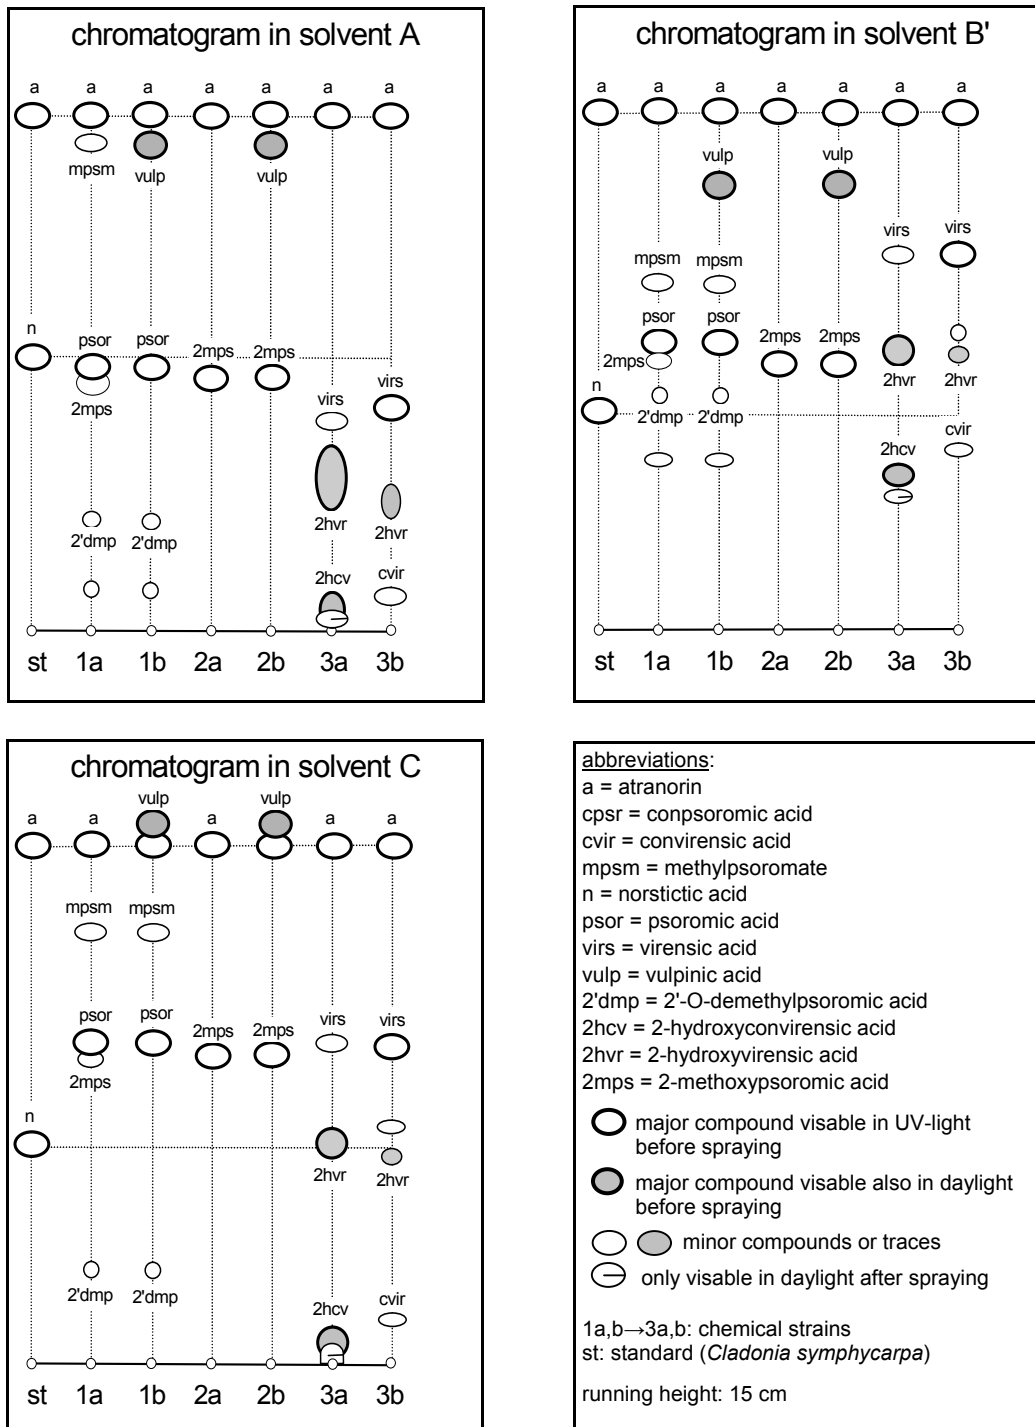 chromatogram in solvent A
a a a a a a a
mpsm
vulp vulp
n
psor psor 2mps 2mps
virs
2mps
virs
2hvr 2hvr
2'dmp 2'dmp
2hcv cvir
st 1a 1b 2a 2b 3a 3b
chromatogram in solvent B'
a a a a a a a
vulp vulp
virs virs
mpsm mpsm
psor psor
2mps 2mps
2mps
2hvr 2hvr
n
2'dmp 2'dmp
cvir
2hcv
st 1a 1b 2a 2b 3a 3b
chromatogram in solvent C
vulp vulp
a a a a a
mpsm mpsm
psor psor 2mps 2mps virs virs
2mps
n
2hvr 2hvr
2'dmp 2'dmp
2hcv cvir
st 1a 1b 2a 2b 3a 3b
abbreviations:
a = atranorin
cpsr = conpsoromic acid
cvir = convirensic acid
mpsm = methylpsoromate
n = norstictic acid
psor = psoromic acid
virs = virensic acid
vulp = vulpinic acid
2'dmp = 2'-O-demethylpsoromic acid
2hcv = 2-hydroxyconvirensic acid
2hvr = 2-hydroxyvirensic acid
2mps = 2-methoxypsoromic acid
major compound visable in UV-light
before spraying
major compound visable also in daylight
before spraying
minor compounds or traces
only visable in daylight after spraying
1a,b→3a,b: chemical strains
st: standard (Cladonia symphycarpa)
running height: 15 cm